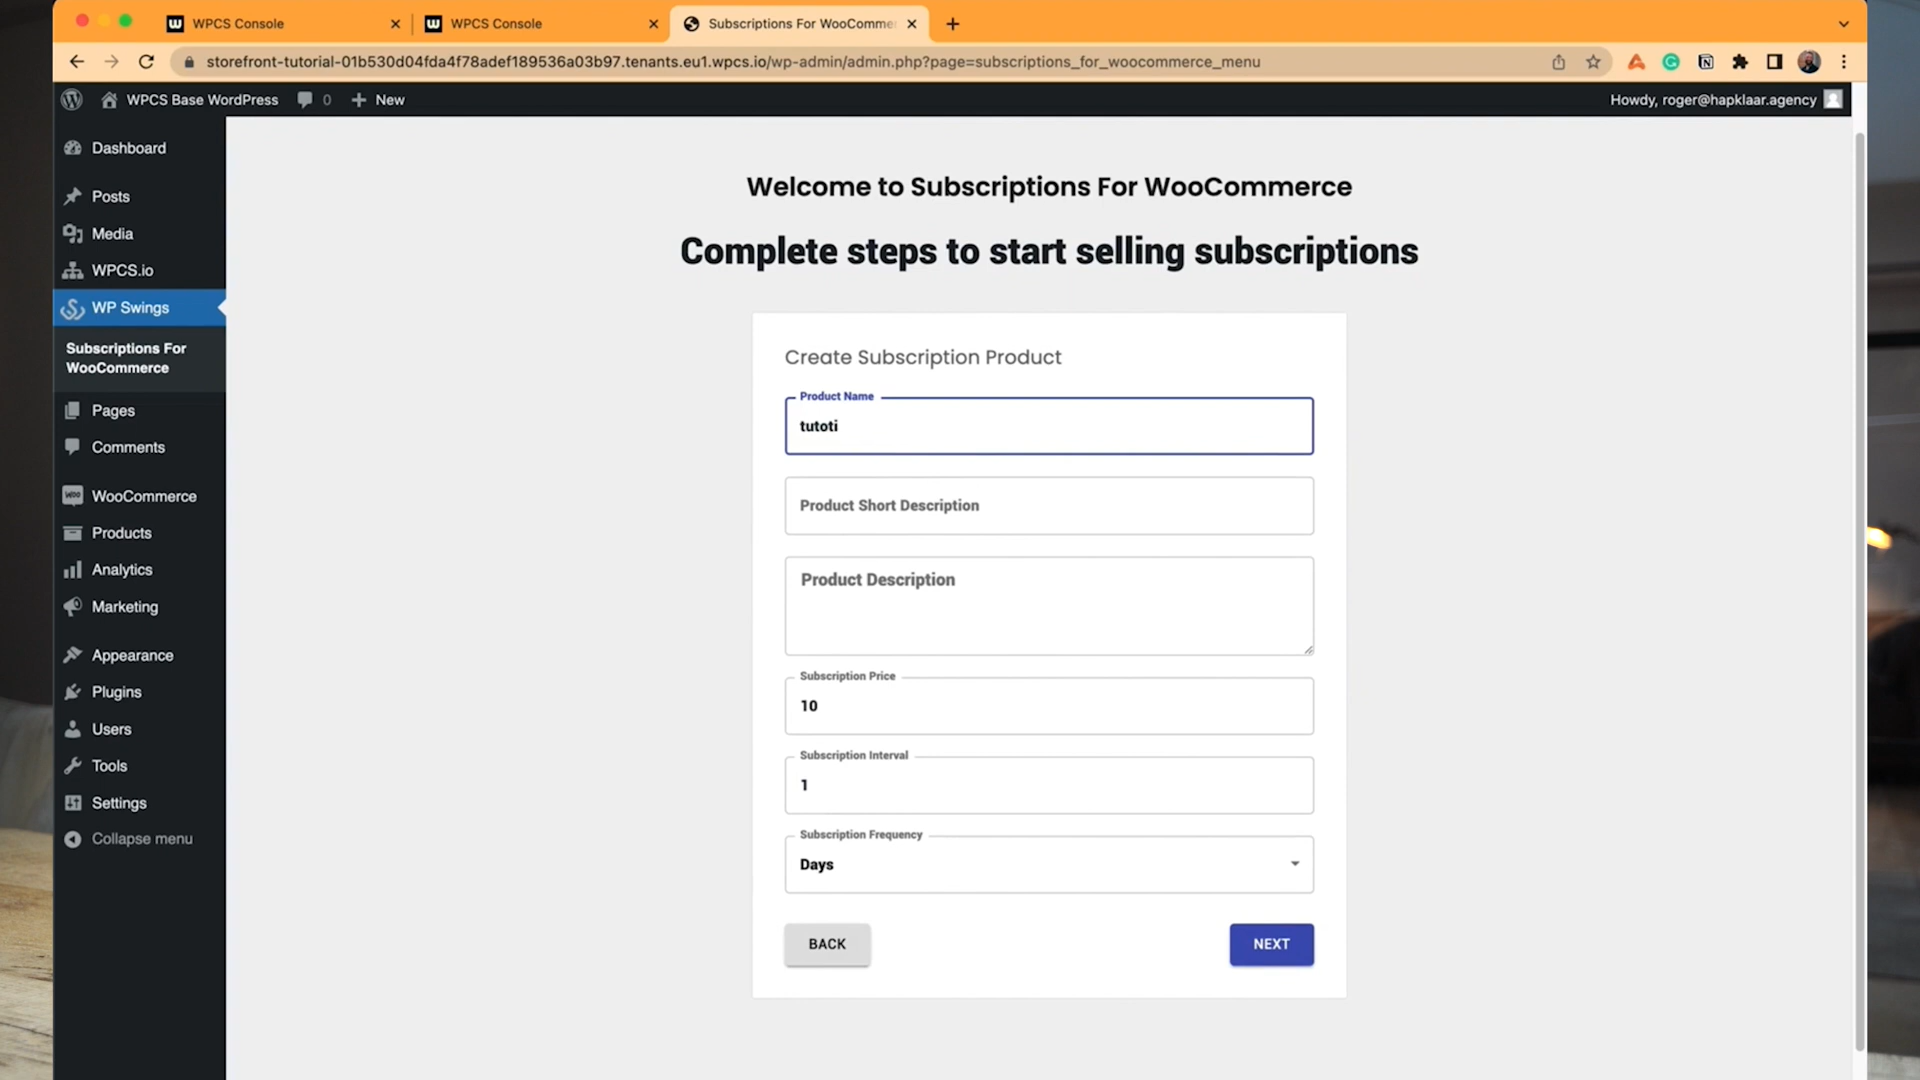 WPCS Console
WPCS Console
Subscriptions For WooComme
storefront-tutorial-01b530d04fda4f78adef189536a03b97.tenants.eu1.wpcs.io/wp-admin/admin.php?page=subscriptions_for_woocommerce_menu
WPCS Base WordPress
0
New
Howdy, roger@hapklaar.agency
Dashboard
Posts
Media
WPCS.io
WP Swings
Subscriptions For
WooCommerce
Pages
Comments
WooCommerce
Products
Analytics
Marketing
Appearance
Plugins
Users
Tools
Settings
Collapse menu
Welcome to Subscriptions For WooCommerce
Complete steps to start selling subscriptions
Create Subscription Product
Product Name
tutoti
Product Short Description
Product Description
Subscription Price
10
Subscription Interval
1
Subscription Frequency
Days
BACK
NEXT